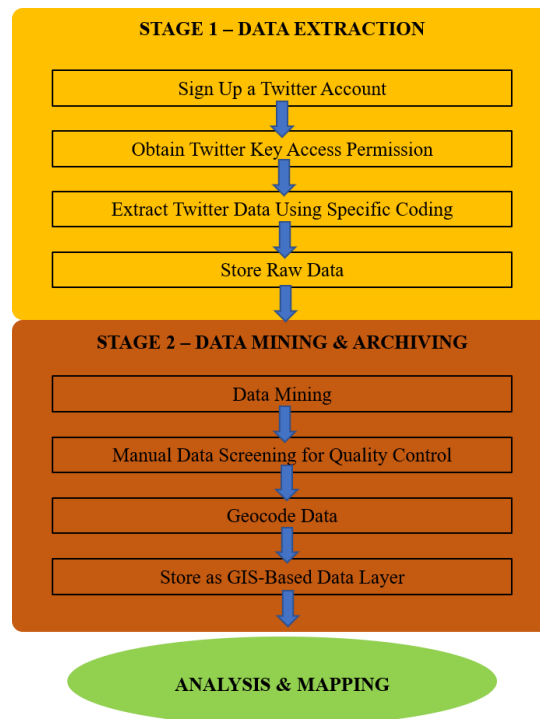 STAGE 1 – DATA EXTRACTION
Sign Up a Twitter Account
Obtain Twitter Key Access Permission
Extract Twitter Data Using Specific Coding
Store Raw Data
STAGE 2 – DATA MINING & ARCHIVING
Data Mining
Manual Data Screening for Quality Control
Geocode Data
Store as GIS-Based Data Layer
ANALYSIS & MAPPING